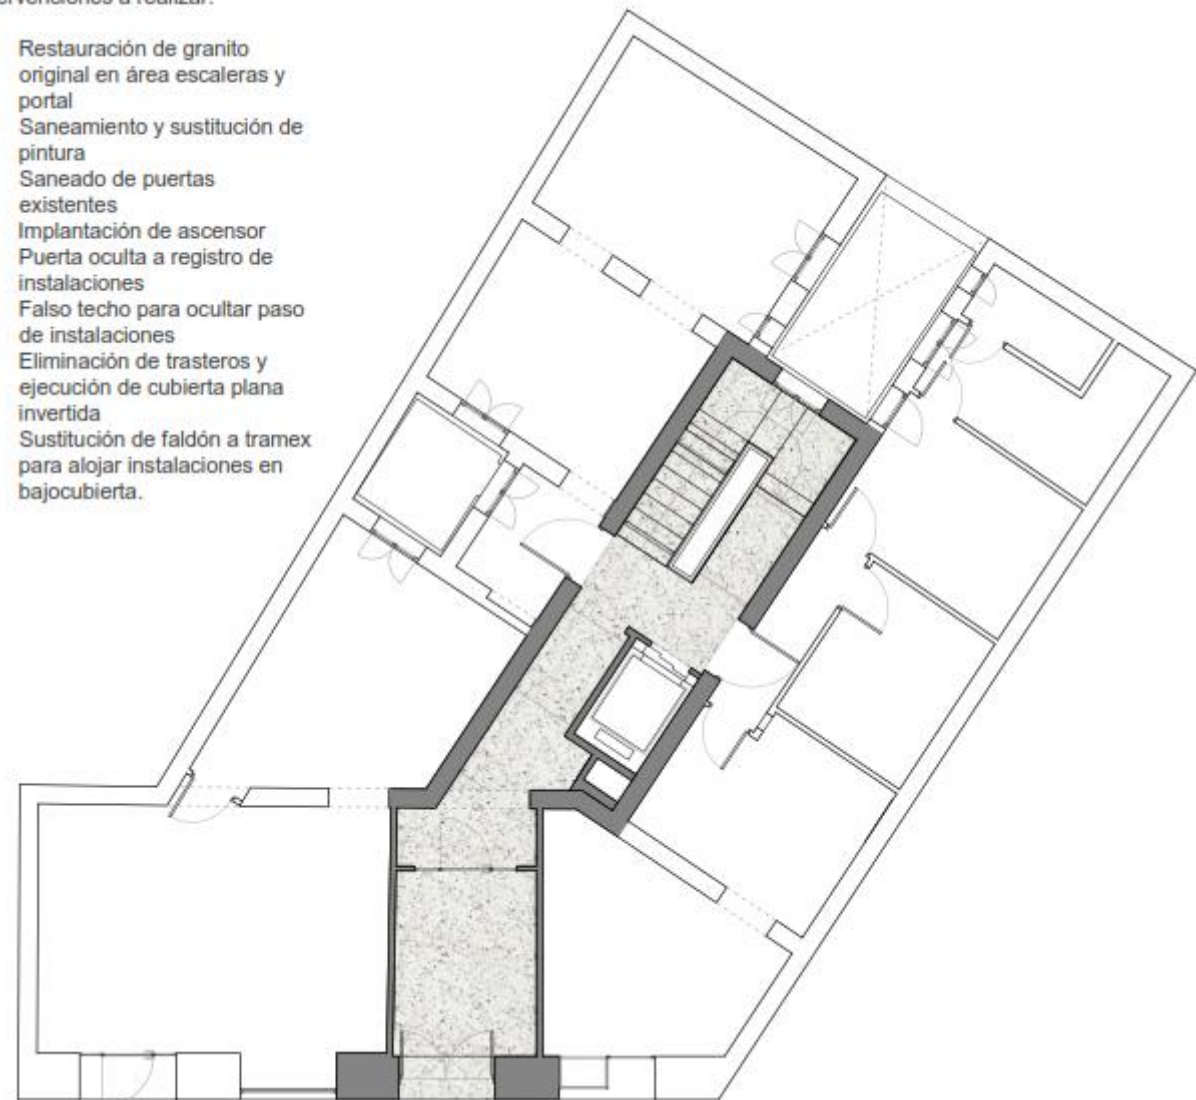 ervenciones a realizar:
Restauración de granito
original en área escaleras y
portal
Saneamiento y sustitución de
pintura
Saneado de puertas
existentes
Implantación de ascensor
Puerta oculta a registro de
instalaciones
Falso techo para ocultar paso
de instalaciones
Eliminación de trasteros y
ejecución de cubierta plana
invertida
Sustitución de faldón a tramex
para alojar instalaciones en
bajocubierta.